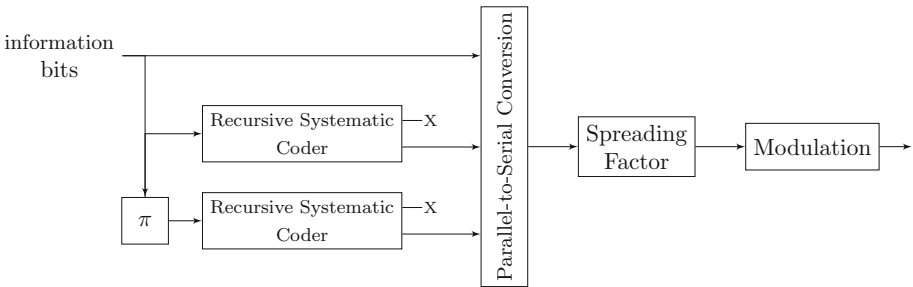 information
bits
Recursive Systematic
Coder
X
π
Recursive Systematic
Coder
X
Parallel-to-Serial Conversion
Spreading
Factor
Modulation